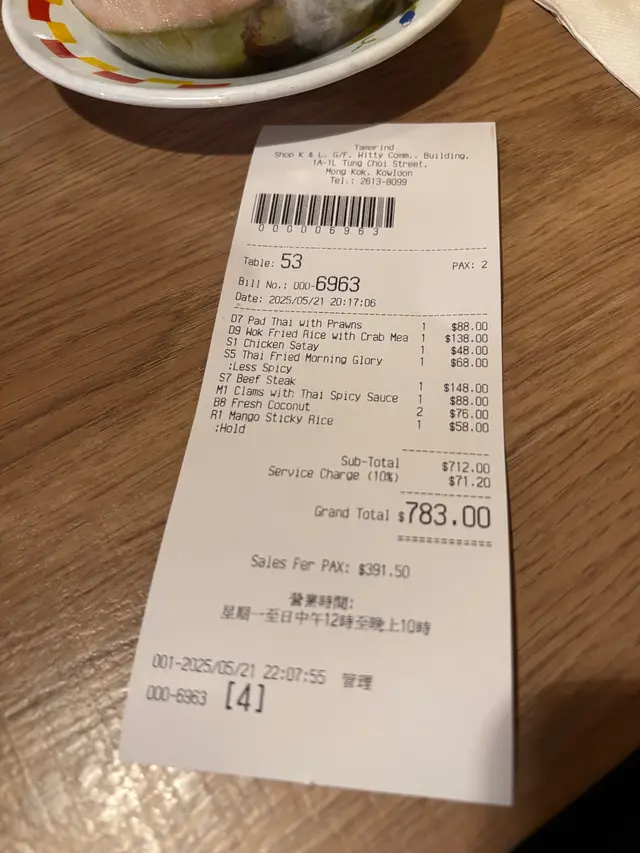 Tamarind
Shop K & L, G/F, Witty Comm., Building,
1A-1L Tung Choi Street,
Mong Kok, Kowloon
Tel.: 2613-8099
000006963
Table: 53 PAX: 2
Bill No.: 000-6963
Date: 2025/05/21 20:17:06
D7 Pad Thai with Prawns 1 $88.00
D9 Wok Fried Rice with Crab Mea 1 $138.00
S1 Chicken Satay 1 $48.00
S5 Thai Fried Morning Glory 1 $68.00
:Less Spicy
S7 Beef Steak 1 $148.00
M1 Clams with Thai Spicy Sauce 1 $88.00
B8 Fresh Coconut 2 $76.00
R1 Mango Sticky Rice 1 $58.00
:Hold
Sub-Total $712.00
Service Charge (10%) $71.20
Grand Total $783.00
Sales Per PAX: $391.50
營業時間:
星期一至日中午12時至晚上10時
001-2025/05/21 22:07:55 管理
000-6963 [4]